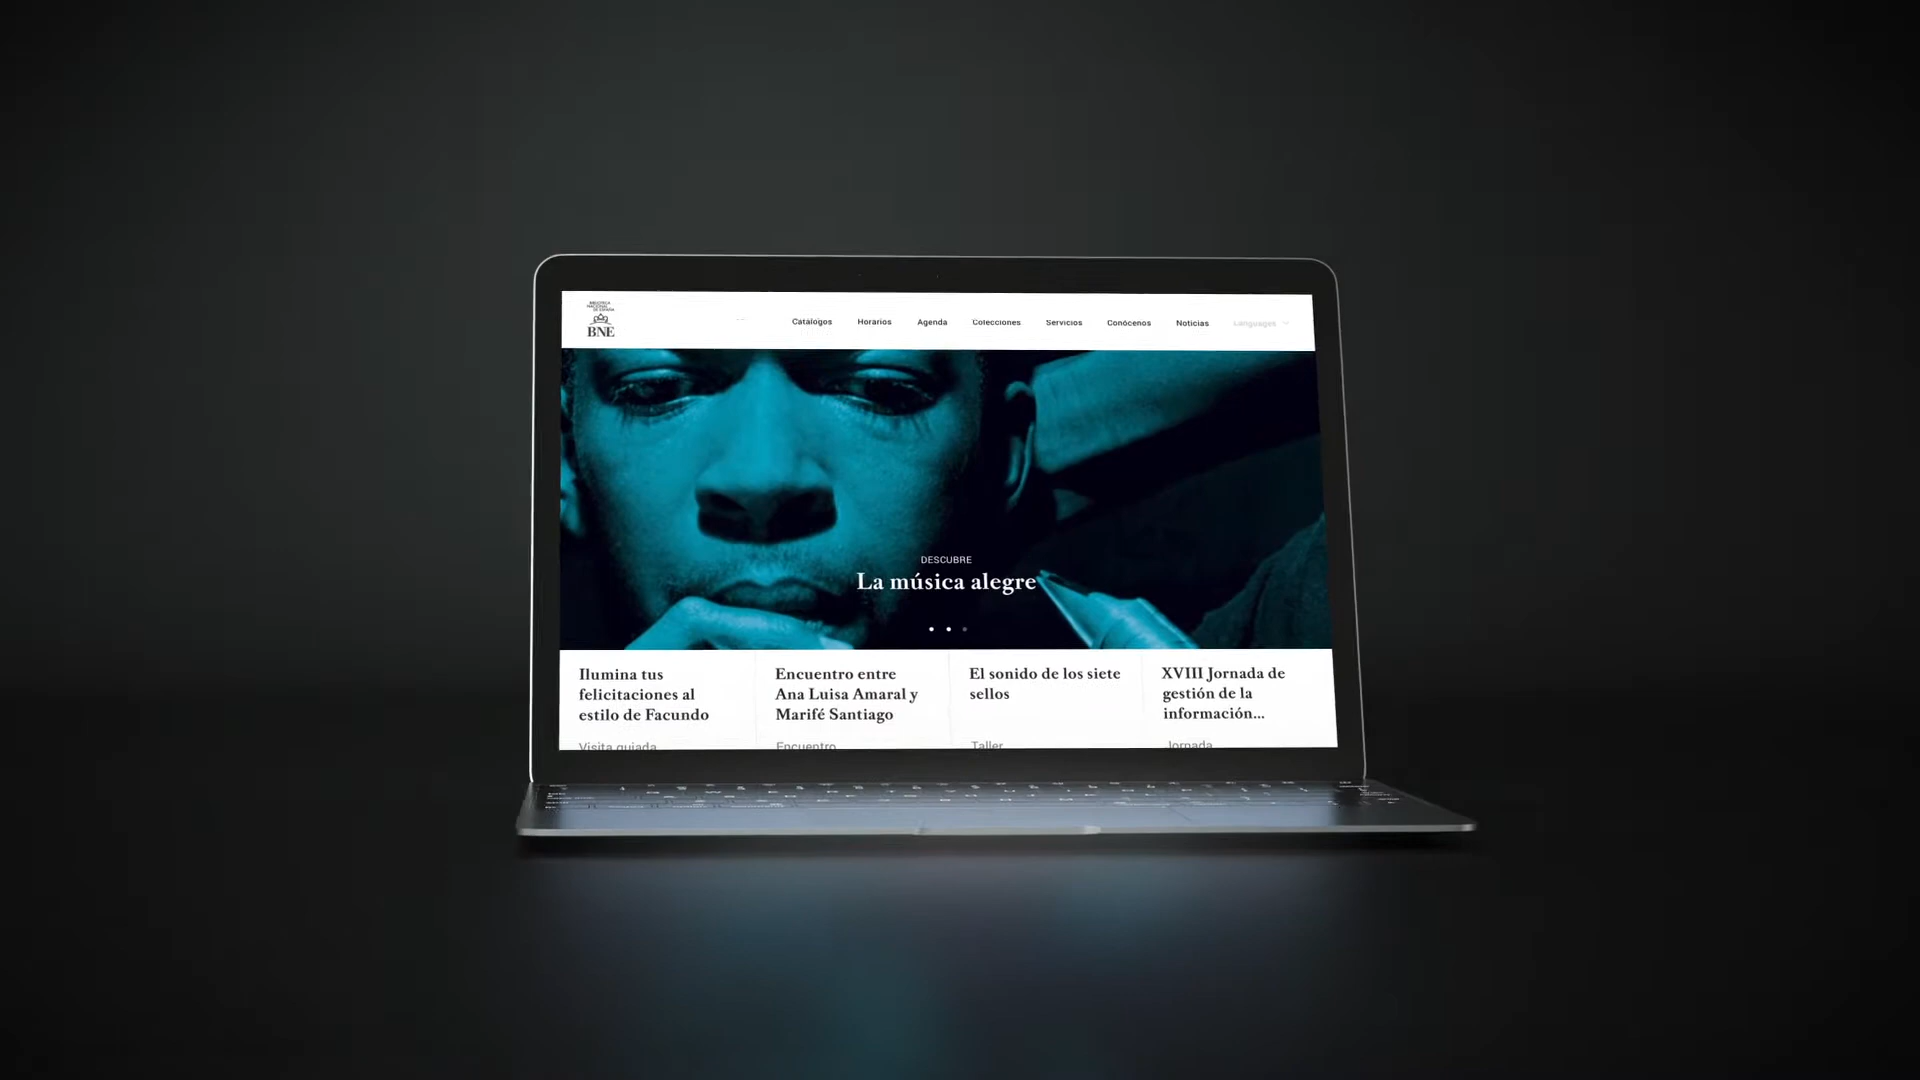 BIBLIOTECA
NACIONAL
DE ESPAÑA
BNE
Catálogos Horarios Agenda Colecciones Servicios Conócenos Noticias Languages
DESCUBRE
La música alegre
Ilumina tus
felicitaciones al
estilo de Facundo
Visita guiada
Encuentro entre
Ana Luisa Amaral y
Marifé Santiago
Encuentro
El sonido de los siete
sellos
Taller
XVIII Jornada de
gestión de la
información...
Jornada